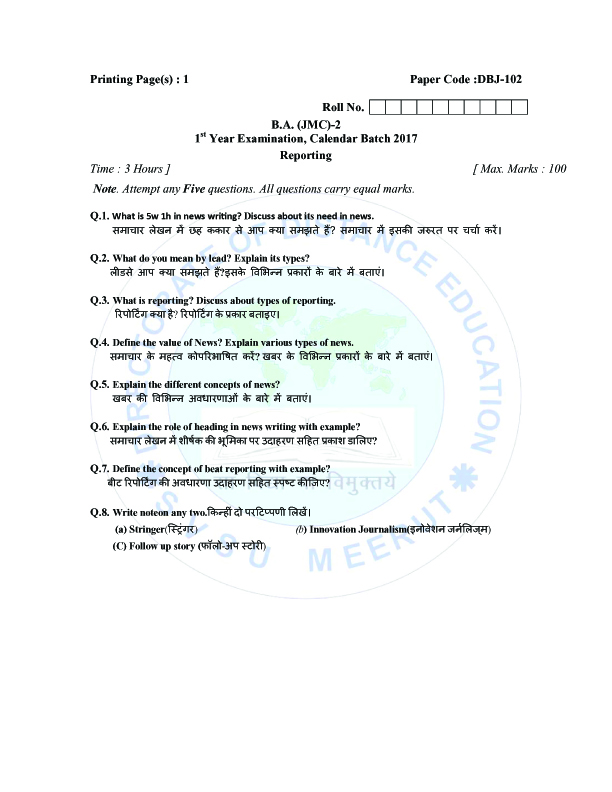 Printing Page(s) : 1 Paper Code :DBJ-102
Roll No.
B.A. (JMC)-2
1st Year Examination, Calendar Batch 2017
Reporting
Time : 3 Hours ] [ Max. Marks : 100
Note. Attempt any Five questions. All questions carry equal marks.
Q.1. What is 5w 1h in news writing? Discuss about its need in news.
समाचार लेखन में छह ककार से आप क्या समझते हैं? समाचार में इसकी जरुरत पर चर्चा करें।
Q.2. What do you mean by lead? Explain its types?
लीडसे आप क्या समझते हैं?इसके विभिन्न प्रकारों के बारे में बताएं।
Q.3. What is reporting? Discuss about types of reporting.
रिपोर्टिंग क्या है? रिपोर्टिंग के प्रकार बताइए।
Q.4. Define the value of News? Explain various types of news.
समाचार के महत्व कोपरिभाषित करें? खबर के विभिन्न प्रकारों के बारे में बताएं।
Q.5. Explain the different concepts of news?
खबर की विभिन्न अवधारणाओं के बारे में बताएं।
Q.6. Explain the role of heading in news writing with example?
समाचार लेखन में शीर्षक की भूमिका पर उदाहरण सहित प्रकाश डालिए?
Q.7. Define the concept of beat reporting with example?
बीट रिपोर्टिंग की अवधारणा उदाहरण सहित स्पष्ट कीजिए?
Q.8. Write noteon any two.किन्हीं दो परटिप्पणी लिखें।
(a) Stringer(स्ट्रिंगर) (b) Innovation Journalism(इनोवेशन जर्नलिज्म)
(C) Follow up story (फॉलो-अप स्टोरी)
DISTANCE EDUCATION
SVSU MEERUT